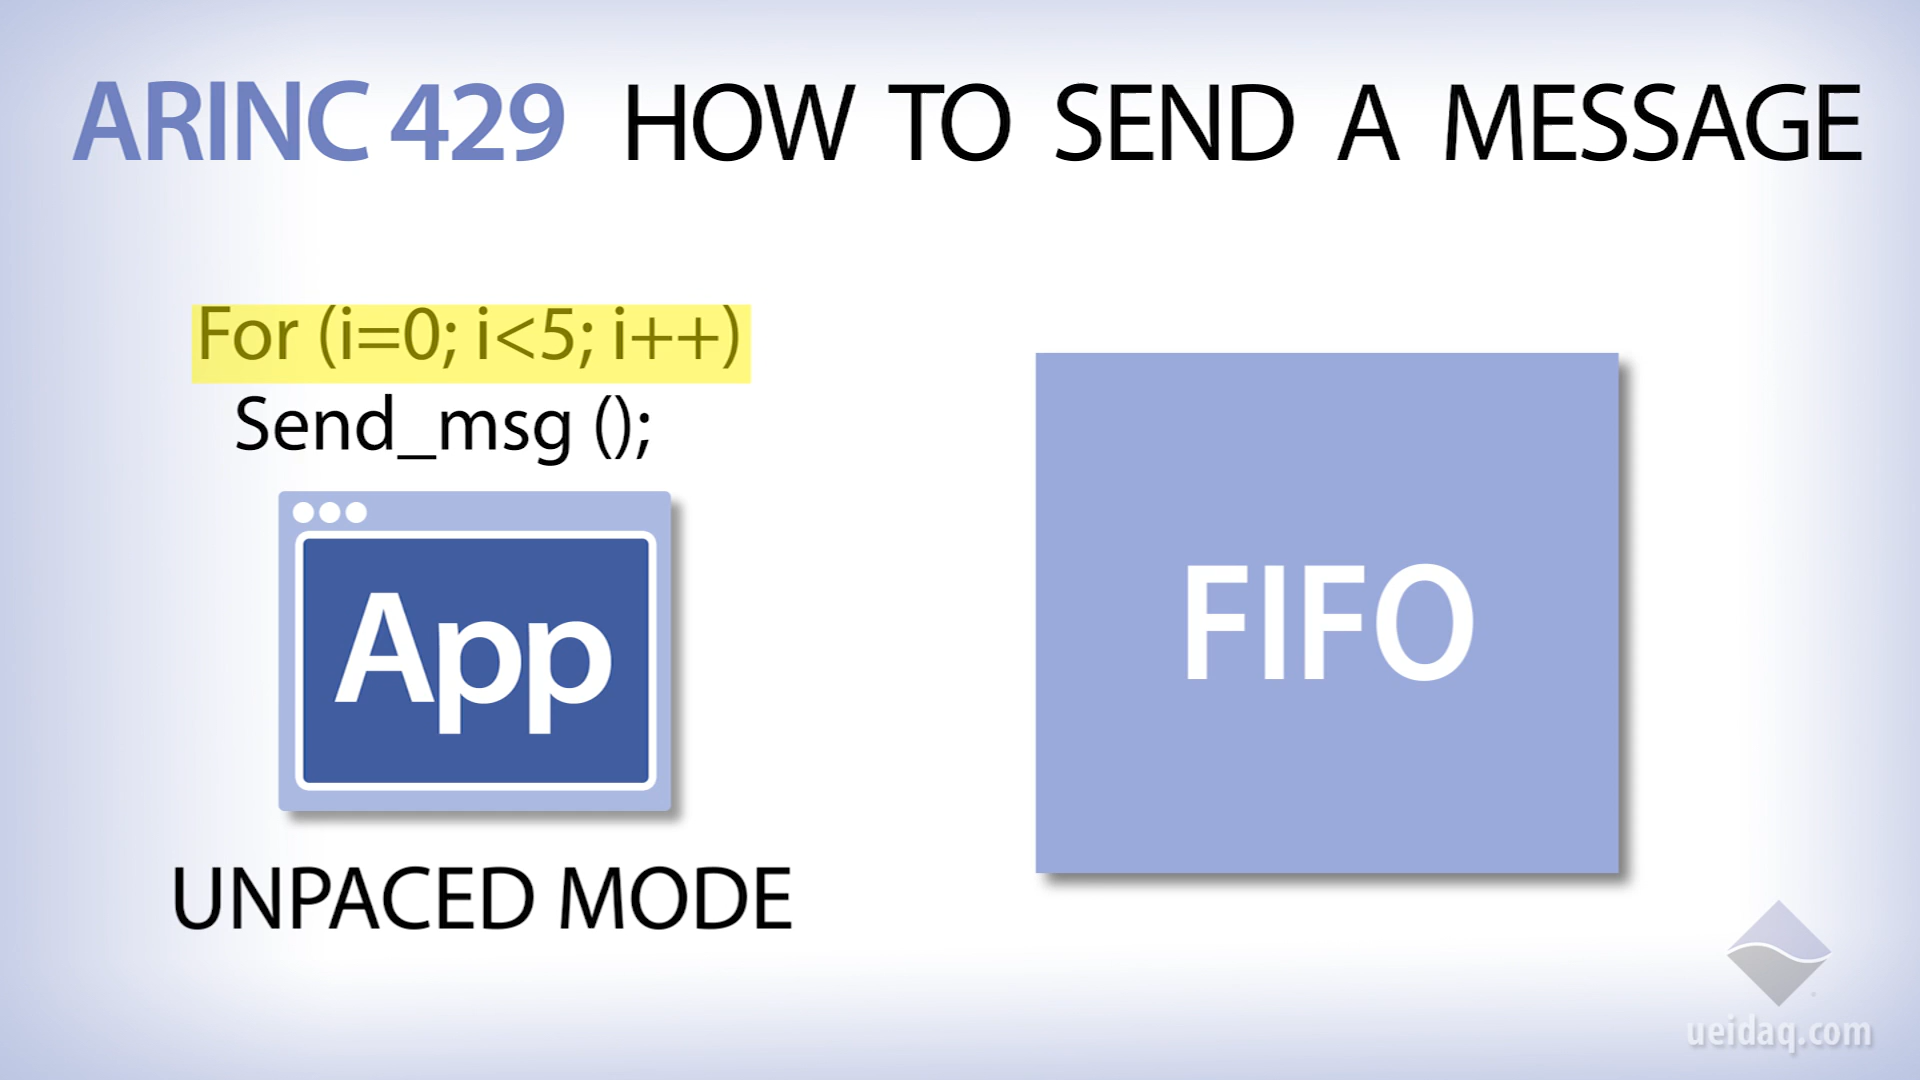 ARINC 429 HOW TO SEND A MESSAGE
For (i=0; i<5; i++)
Send_msg ();
App
FIFO
UNPACED MODE
ueidaq.com